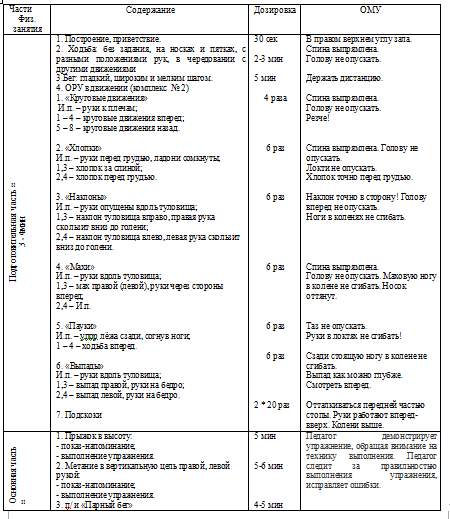 Части Физ. занятия | Содержание | Дозировка | ОМУ
Подготовительная часть
1. Построение, приветствие. | 30 сек | В правом верхнем углу зала.
2. Ходьба: без задания, на носках и пятках, с | | Спина выпрямлена.
разными положениями рук, в чередовании с | 2-3 мин | Голову не опускать.
другими движениями
3.Бег: гладкий, широким и мелким шагом. | 5 мин | Держать дистанцию.
4. ОРУ в движении (комплекс №2)
1. «Круговые движения» | 4 раза | Спина выпрямлена.
И.п. – руки к плечам; | | Голову не опускать.
1 – 4 – круговые движения вперед; | | Резче!
5 – 8 – круговые движения назад.
2. «Хлопки» | 6 раз | Спина выпрямлена. Голову не
И.п. – руки перед грудью, ладони сомкнуты; | | опускать.
1,3 – хлопок за спиной; | | Локти не опускать.
2,4 – хлопок перед грудью. | | Хлопок точно перед грудью.
3. «Наклоны» | 6 раз | Наклон точно в сторону! Голову
И.п. – руки опущены вдоль туловища; | | вперед не опускать.
1,3 – наклон туловища вправо, правая рука | | Ноги в коленях не сгибать.
скользит вниз до голени;
2,4 – наклон туловища влево, левая рука скользит
вниз до голени.
4. «Махи» | 6 раз | Спина выпрямлена.
И.п. – руки вдоль туловища; | | Голову не опускать. Маховую ногу
1,3 – мах правой (левой), руки через стороны | | в колене не сгибать. Носок
вперед; | | оттянут.
2,4 – И.п.
5. «Пауки» | 6 раз | Таз не опускать.
И.п. – упор лёжа сзади, согнув ноги; | | Руки в локтях не сгибать!
1 – 4 – ходьба вперед.
6 раз | Сзади стоящую ногу в колене не
6. «Выпады» | | сгибать.
И.п. – руки вдоль туловища; | | Выпад как можно глубже.
1,3 – выпад правой, руки на бедро; | | Смотреть вперед.
2,4 – выпад левой, руки на бедро.
2 * 20 раз | Отталкиваться передней частью
7. Подскоки | | стопы. Руки работают вперед-
вверх. Колени выше.
Основная часть
1. Прыжок в высоту: | 5 мин | Педагог демонстрирует
- показ-напоминание; | | упражнение, обращая внимание на
- выполнение упражнения. | | технику выполнения. Педагог
2. Метание в вертикальную цель правой, левой | 5-6 мин | следит за правильностью
рукой: | | выполнения упражнения,
- показ-напоминание; | | исправляет ошибки.
- выполнение упражнения.
3. п/и «Парный бег» | 4-5 мин